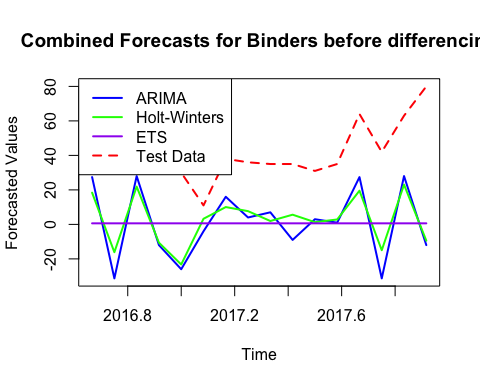 Combined Forecasts for Binders before differencin
Forecasted Values
80
60
40
20
0
-20
ARIMA
Holt-Winters
ETS
Test Data
2016.8
2017.2
2017.6
Time